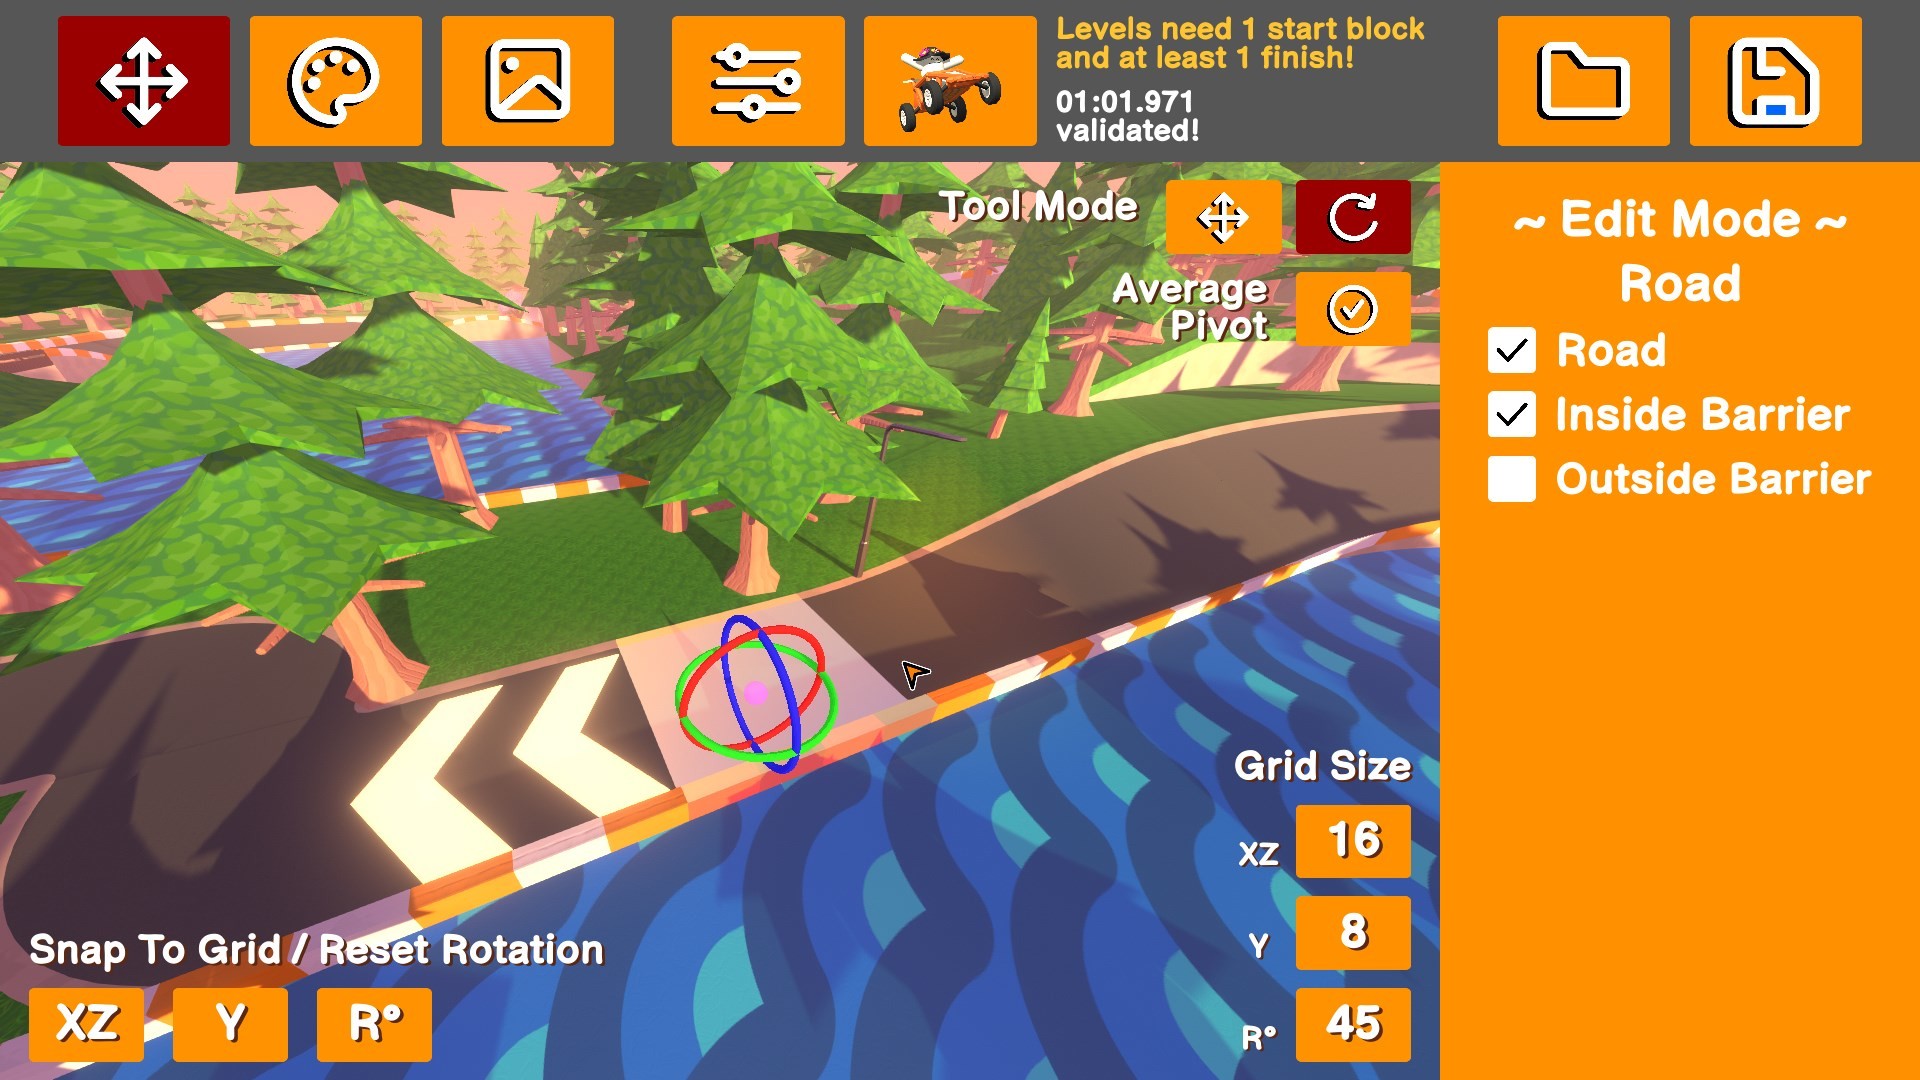 Levels need 1 start block
and at least 1 finish!
01:01.971
validated!
Tool Mode
Average
Pivot
~ Edit Mode ~
Road
Road
Inside Barrier
Outside Barrier
Grid Size
XZ 16
Y 8
R° 45
Snap To Grid / Reset Rotation
XZ Y R°